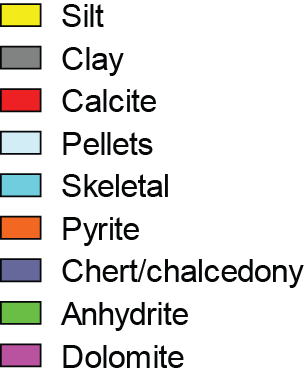 Silt
Clay
Calcite
Pellets
Skeletal
Pyrite
Chert/chalcedony
Anhydrite
Dolomite